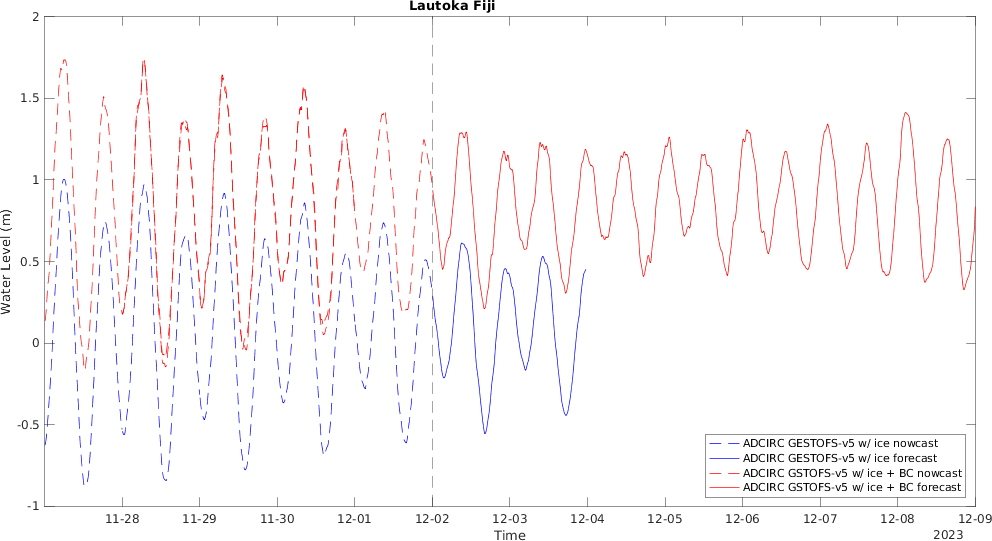 Lautoka Fiji
2
1.5
1
0.5
0
-0.5
-1
Water Level (m)
11-28 11-29 11-30 12-01 12-02 12-03 12-04 12-05 12-06 12-07 12-08 12-09
Time
2023
ADCIRC GESTOFS-v5 w/ ice nowcast
ADCIRC GESTOFS-v5 w/ ice forecast
ADCIRC GSTOFS-v5 w/ ice + BC nowcast
ADCIRC GSTOFS-v5 w/ ice + BC forecast